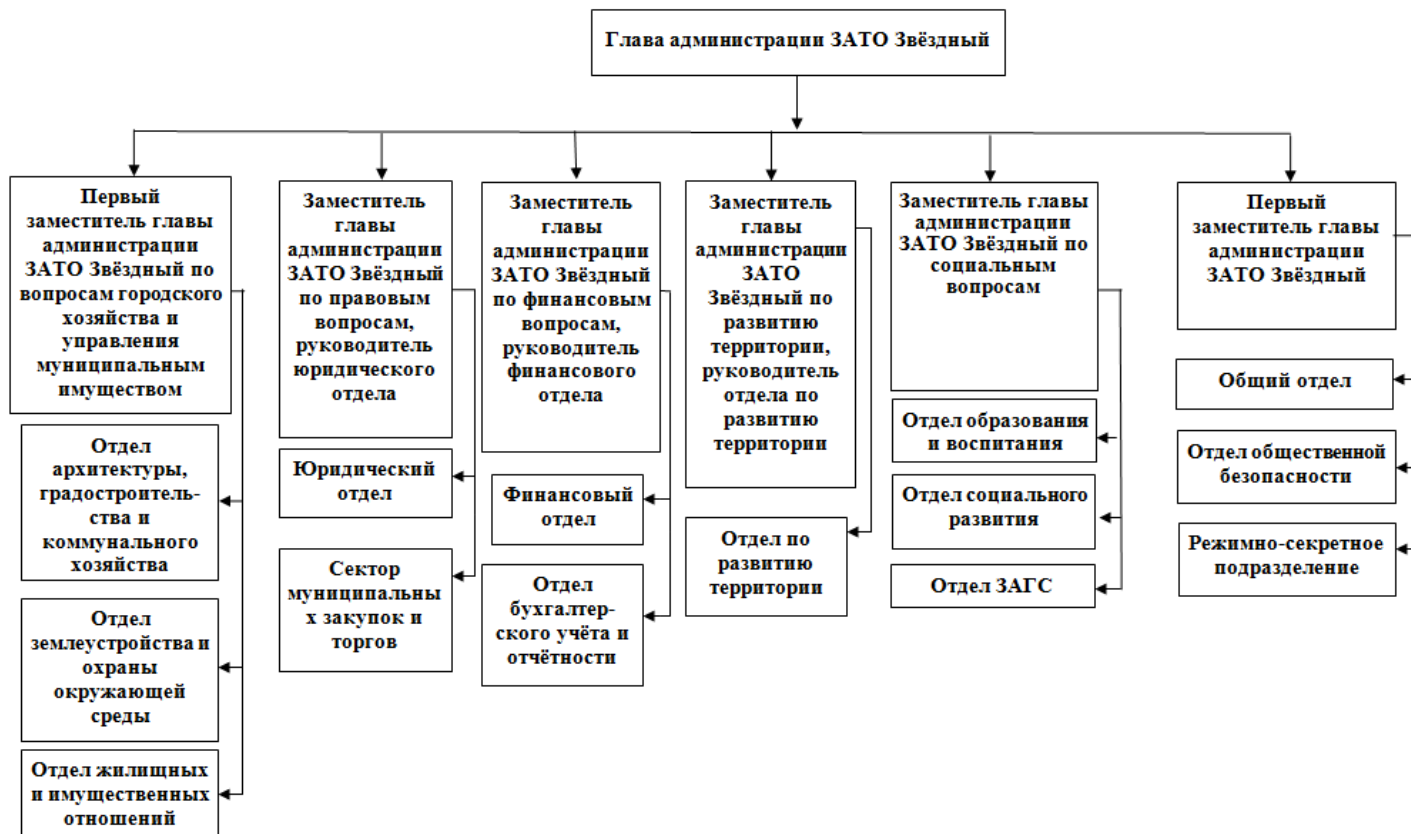 Глава администрации ЗАТО Звёздный
Первый
заместитель главы
администрации
ЗАТО Звёздный по
вопросам городского
хозяйства и
управления
муниципальным
имуществом
Отдел
архитектуры,
градостроитель-
ства и
коммунального
хозяйства
Отдел
землеустройства и
охраны
окружающей
среды
Отдел жилищных
и имущественных
отношений
Заместитель
главы
администрации
ЗАТО Звёздный
по правовым
вопросам,
руководитель
юридического
отдела
Юридический
отдел
Сектор
муниципальны
х закупок и
торгов
Заместитель
главы
администрации
ЗАТО Звёздный
по финансовым
вопросам,
руководитель
финансового
отдела
Финансовый
отдел
Отдел
бухгалтер-
ского учёта и
отчётности
Заместитель
главы
администрации
ЗАТО
Звёздный по
развитию
территории,
руководитель
отдела по
развитию
территории
Отдел по
развитию
территории
Заместитель главы
администрации
ЗАТО Звёздный по
социальным
вопросам
Отдел образования
и воспитания
Отдел социального
развития
Отдел ЗАГС
Первый
заместитель главы
администрации
ЗАТО Звёздный
Общий отдел
Отдел общественной
безопасности
Режимно-секретное
подразделение